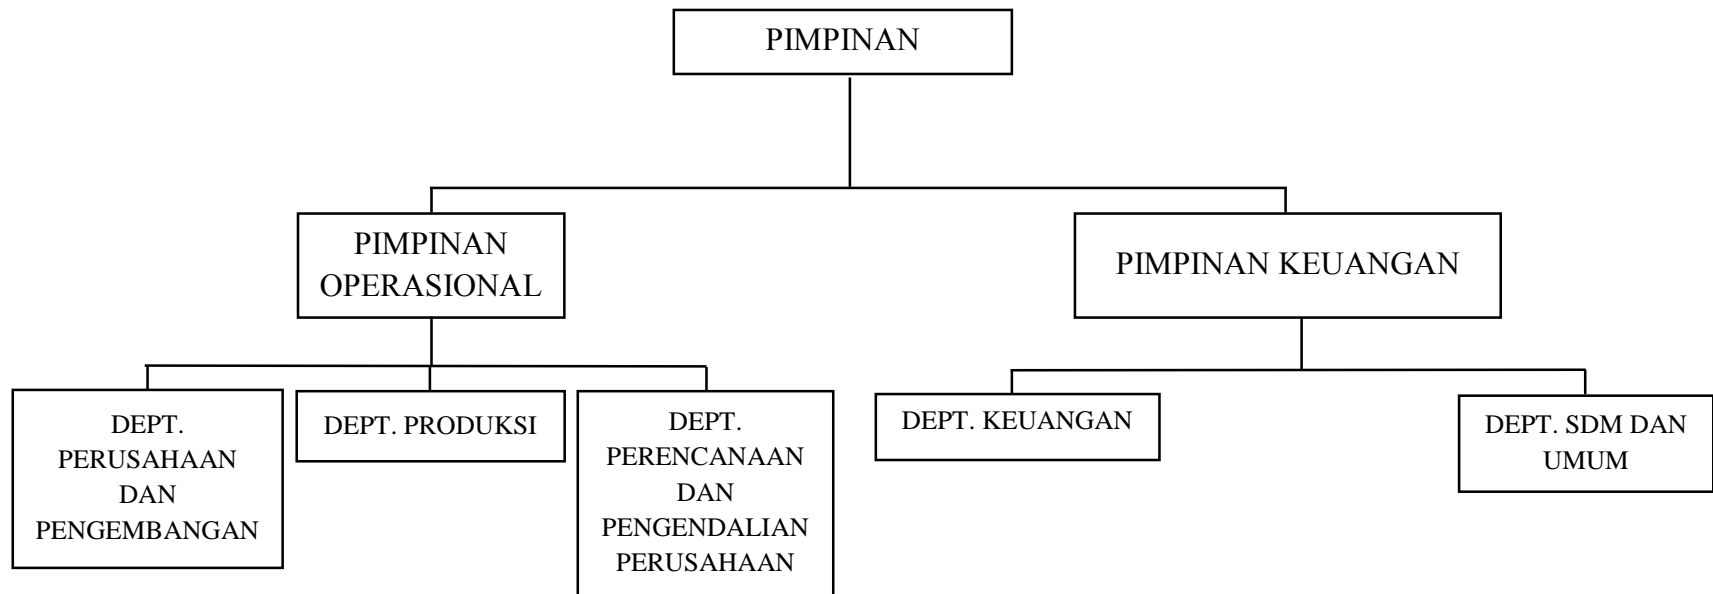 PIMPINAN
PIMPINAN
OPERASIONAL
PIMPINAN KEUANGAN
DEPT.
PERUSAHAAN
DAN
PENGEMBANGAN
DEPT. PRODUKSI
DEPT.
PERENCANAAN
DAN
PENGENDALIAN
PERUSAHAAN
DEPT. KEUANGAN
DEPT. SDM DAN
UMUM